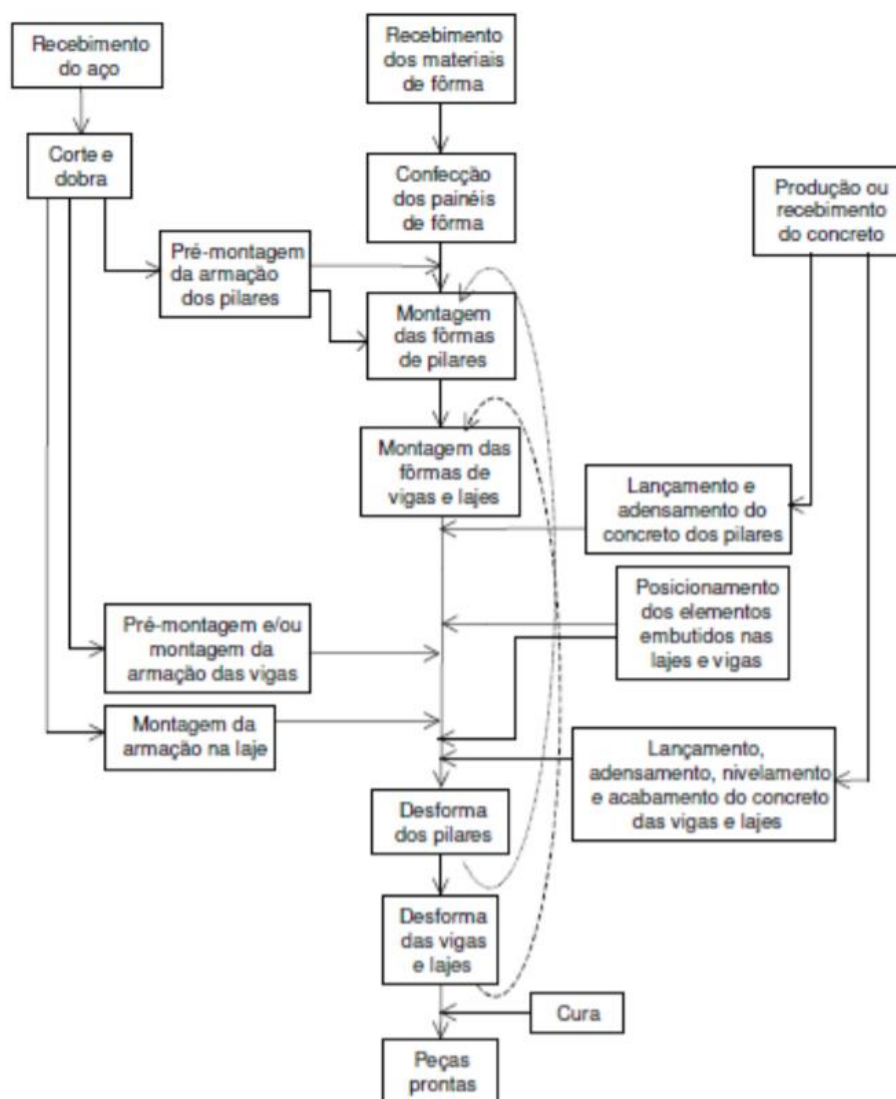 Recebimento
do aço
Recebimento
dos materiais
de fôrma
Corte e
dobra
Confecção
dos painéis
de fôrma
Produção ou
recebimento
do concreto
Pré-montagem
da armação
dos pilares
Montagem
das fôrmas
de pilares
Montagem das
fôrmas de
vigas e lajes
Lançamento e
adensamento do
concreto dos pilares
Posicionamento
dos elementos
embutidos nas
lajes e vigas
Pré-montagem e/ou
montagem da
armação das vigas
Montagem da
armação na laje
Lançamento,
adensamento, nivelamento
e acabamento do concreto
das vigas e lajes
Desforma
dos pilares
Desforma
das vigas
e lajes
Cura
Peças
prontas